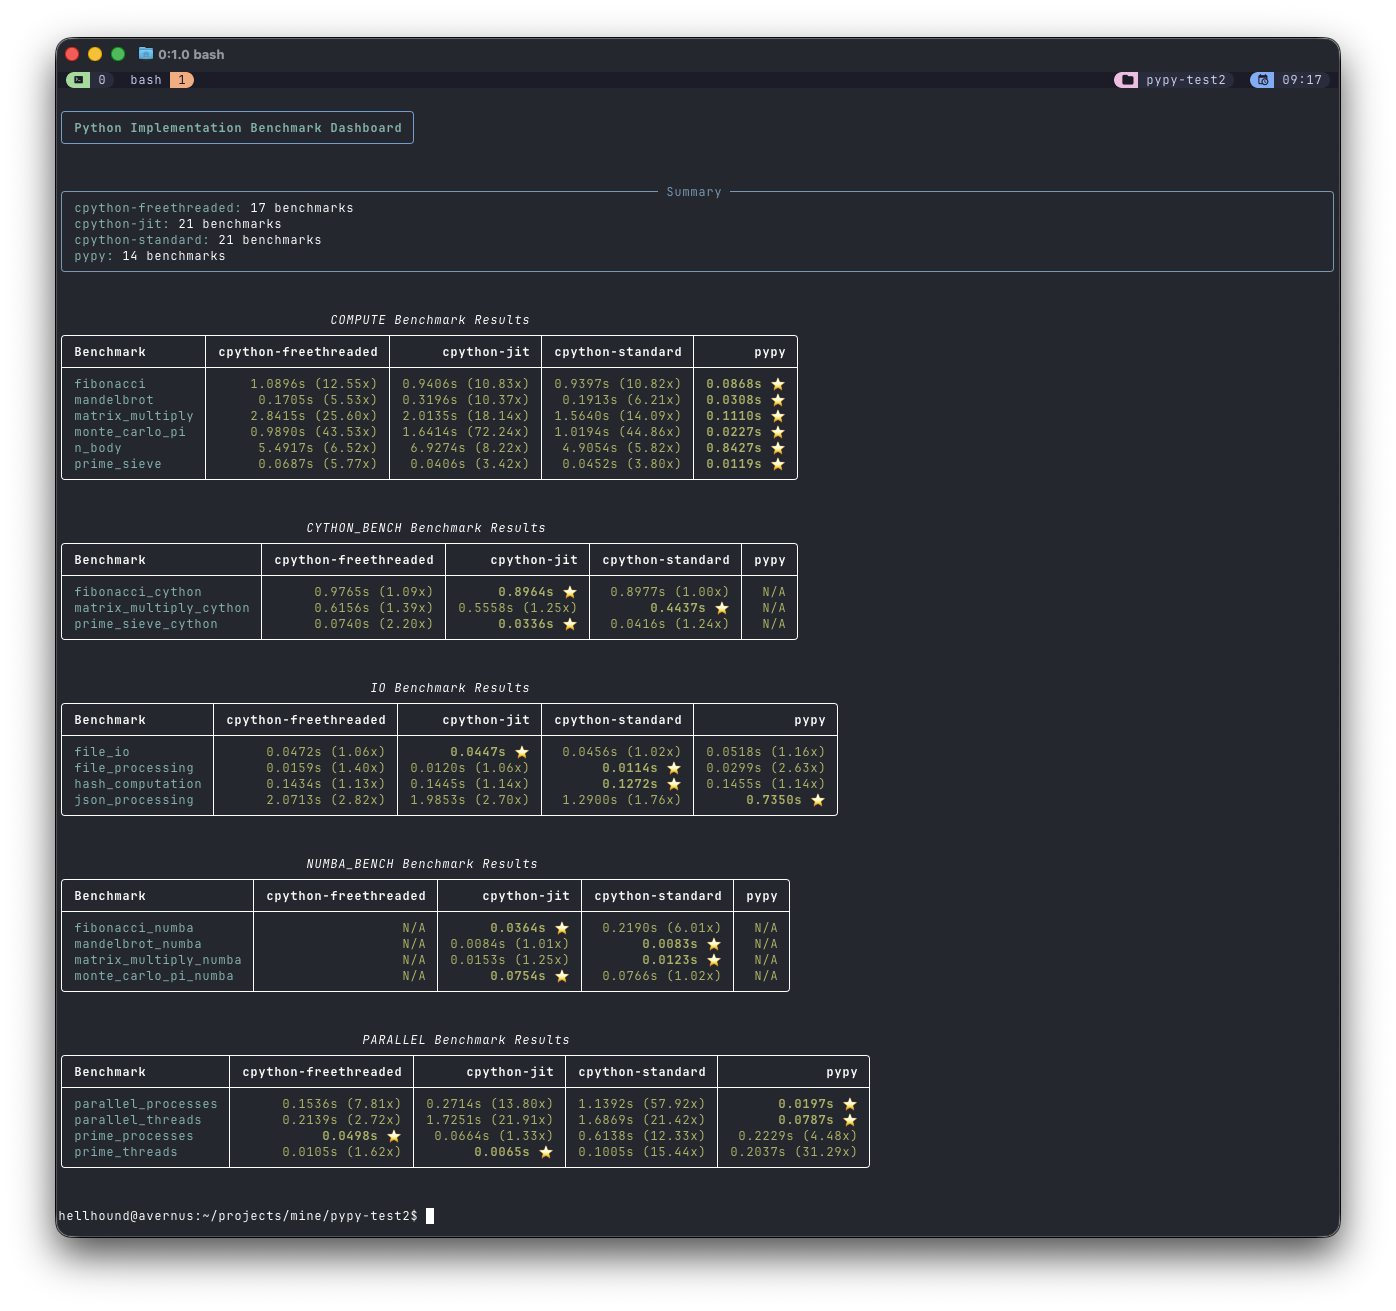 0:1.0 bash
0 bash 1 pypy-test2 09:17
Python Implementation Benchmark Dashboard
Summary
cpython-freethreaded: 17 benchmarks
cpython-jit: 21 benchmarks
cpython-standard: 21 benchmarks
pypy: 14 benchmarks
COMPUTE Benchmark Results
Benchmark cpython-freethreaded cpython-jit cpython-standard pypy
fibonacci 1.0896s (12.55x) 0.9406s (10.83x) 0.9397s (10.82x) 0.0868s ⭐
mandelbrot 0.1705s (5.53x) 0.3196s (10.37x) 0.1913s (6.21x) 0.0308s ⭐
matrix_multiply 2.8415s (25.60x) 2.0135s (18.14x) 1.5640s (14.09x) 0.1110s ⭐
monte_carlo_pi 0.9890s (43.53x) 1.6414s (72.24x) 1.0194s (44.86x) 0.0227s ⭐
n_body 5.4917s (6.52x) 6.9274s (8.22x) 4.9054s (5.82x) 0.8427s ⭐
prime_sieve 0.0687s (5.77x) 0.0406s (3.42x) 0.0452s (3.80x) 0.0119s ⭐
CYTHON_BENCH Benchmark Results
Benchmark cpython-freethreaded cpython-jit cpython-standard pypy
fibonacci_cython 0.9765s (1.09x) 0.8964s ⭐ 0.8977s (1.00x) N/A
matrix_multiply_cython 0.6156s (1.39x) 0.5558s (1.25x) 0.4437s ⭐ N/A
prime_sieve_cython 0.0740s (2.20x) 0.0336s ⭐ 0.0416s (1.24x) N/A
IO Benchmark Results
Benchmark cpython-freethreaded cpython-jit cpython-standard pypy
file_io 0.0472s (1.06x) 0.0447s ⭐ 0.0456s (1.02x) 0.0518s (1.16x)
file_processing 0.0159s (1.40x) 0.0120s (1.06x) 0.0114s ⭐ 0.0299s (2.63x)
hash_computation 0.1434s (1.13x) 0.1445s (1.14x) 0.1272s ⭐ 0.1455s (1.14x)
json_processing 2.0713s (2.82x) 1.9853s (2.70x) 1.2900s (1.76x) 0.7350s ⭐
NUMBA_BENCH Benchmark Results
Benchmark cpython-freethreaded cpython-jit cpython-standard pypy
fibonacci_numba N/A 0.0364s ⭐ 0.2190s (6.01x) N/A
mandelbrot_numba N/A 0.0084s (1.01x) 0.0083s ⭐ N/A
matrix_multiply_numba N/A 0.0153s (1.25x) 0.0123s ⭐ N/A
monte_carlo_pi_numba N/A 0.0754s ⭐ 0.0766s (1.02x) N/A
PARALLEL Benchmark Results
Benchmark cpython-freethreaded cpython-jit cpython-standard pypy
parallel_processes 0.1536s (7.81x) 0.2714s (13.80x) 1.1392s (57.92x) 0.0197s ⭐
parallel_threads 0.2139s (2.72x) 1.7251s (21.91x) 1.6869s (21.42x) 0.0787s ⭐
prime_processes 0.0498s ⭐ 0.0664s (1.33x) 0.6138s (12.33x) 0.2229s (4.48x)
prime_threads 0.0105s (1.62x) 0.0065s ⭐ 0.1005s (15.44x) 0.2037s (31.29x)
hellhound@avernus:~/projects/mine/pypy-test2$